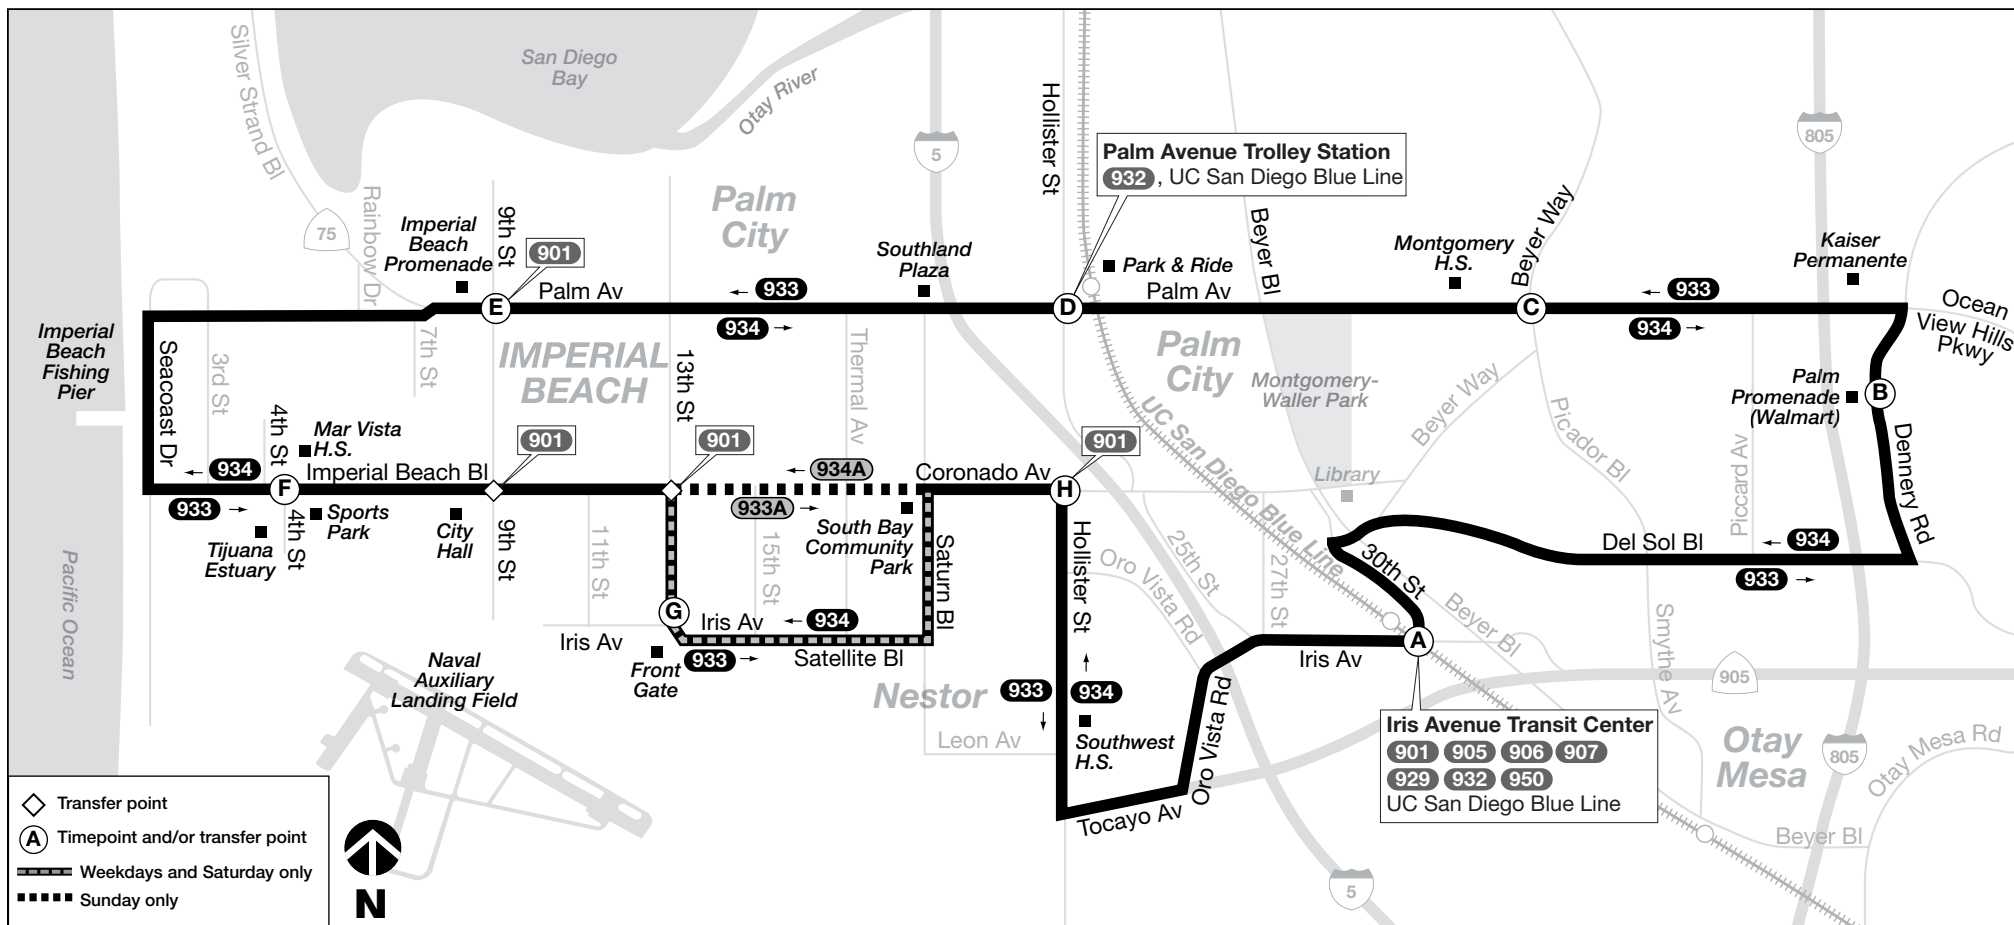 San Diego
Bay
Otay River
Silver Strand Bl
5
Hollister St
805
Palm Avenue Trolley Station
932 , UC San Diego Blue Line
75
Rainbow Dr
Imperial
Beach
Promenade
9th St
901
Palm
City
Southland
Plaza
Park & Ride
Beyer Bl
Montgomery
H.S.
Beyer Way
Kaiser
Permanente
E
Palm Av
← 933
934 →
D
Palm Av
C
← 933
934 →
Ocean
View Hills
Pkwy
Imperial
Beach
Fishing
Pier
Seacoast Dr
3rd St
7th St
IMPERIAL
BEACH
13th St
Thermal Av
Palm
City
Montgomery-
Waller Park
Beyer Way
Picador Bl
Palm
Promenade
(Walmart)
B
Dennery Rd
Piccard Av
4th St
Mar Vista
H.S.
901
901
901
UC San Diego Blue Line
Library
← 934
933 →
F
Imperial Beach Bl
← 934A
933A →
Coronado Av
H
4th St
Sports
Park
Tijuana
Estuary
City
Hall
9th St
11th St
15th St
South Bay
Community
Park
Saturn Bl
Hollister St
Oro Vista Rd
25th St
27th St
30th St
Del Sol Bl
← 934
933 →
Pacific Ocean
G
Iris Av
← 934
Iris Av
Front
Gate
933 →
Satellite Bl
Beyer Bl
A
Iris Av
Smythe Av
905
Naval
Auxiliary
Landing Field
Nestor
933
↓
↑
934
Leon Av
Southwest
H.S.
Oro Vista Rd
Tocayo Av
Iris Avenue Transit Center
901 905 906 907
929 932 950
UC San Diego Blue Line
Otay
Mesa
805
Otay Mesa Rd
Beyer Bl
5
Transfer point
A Timepoint and/or transfer point
Weekdays and Saturday only
Sunday only
N